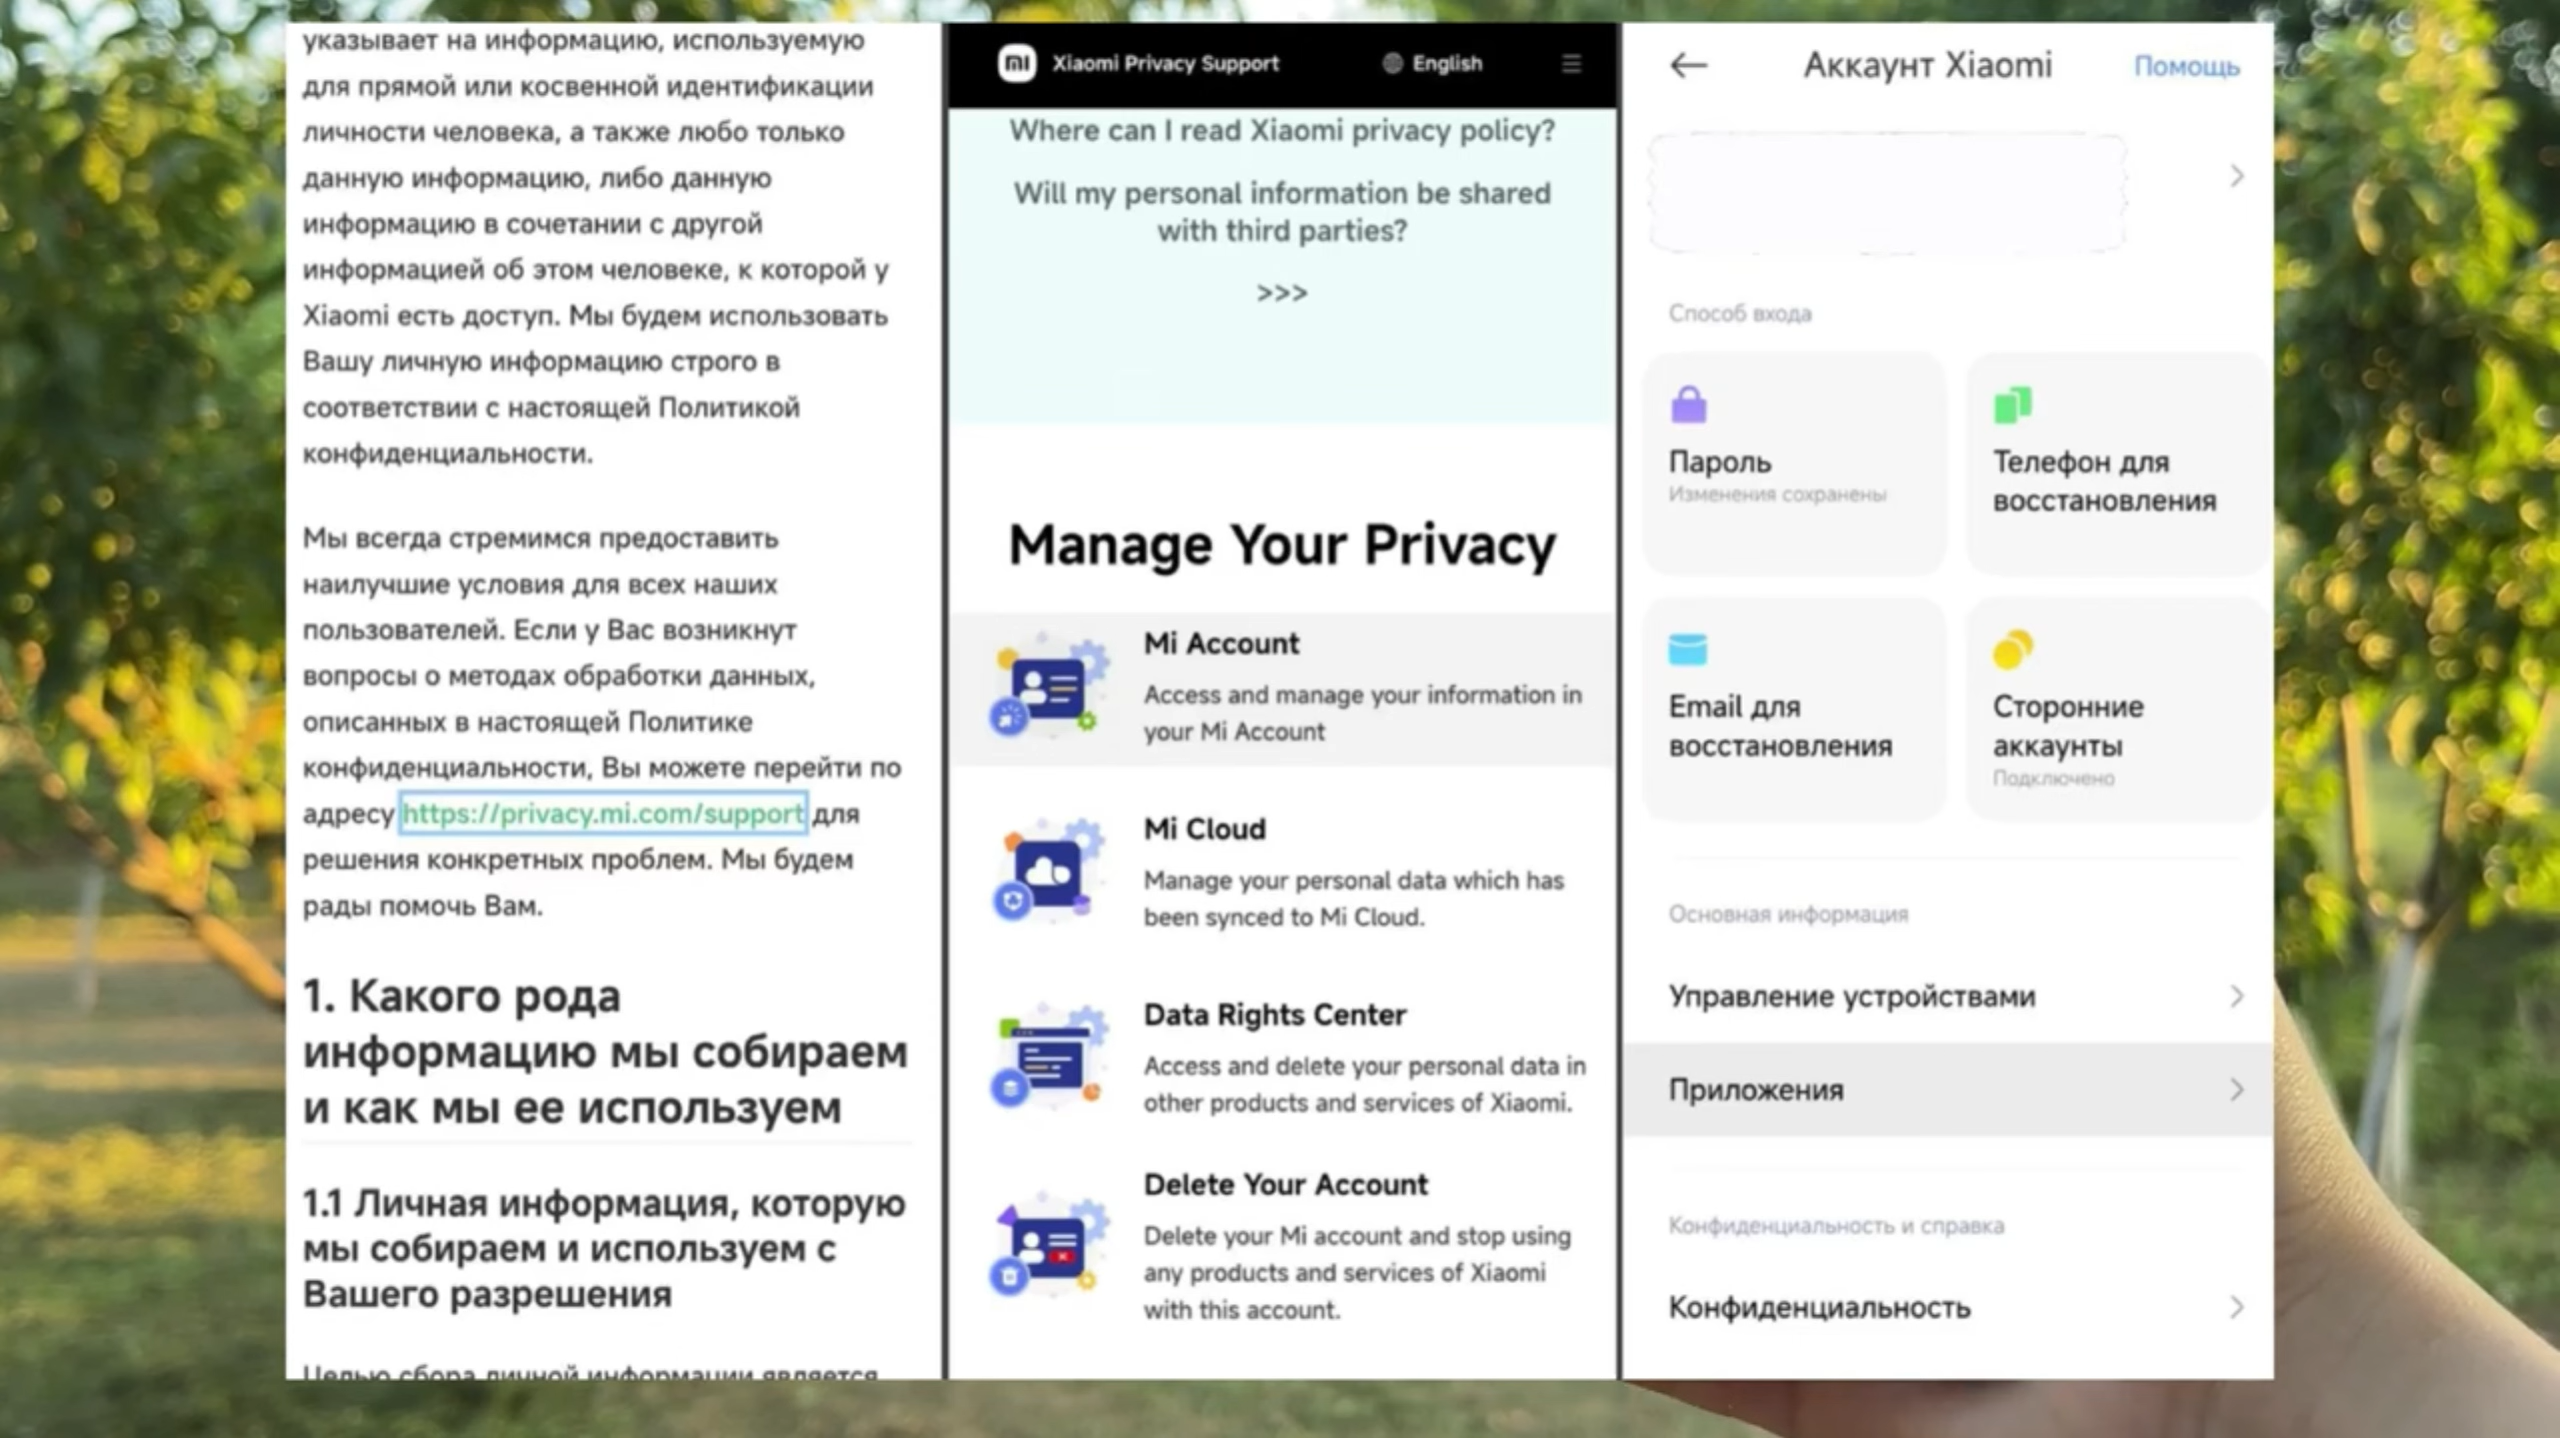 указывает на информацию, используемую
для прямой или косвенной идентификации
личности человека, а также любо только
данную информацию, либо данную
информацию в сочетании с другой
информацией об этом человеке, к которой у
Xiaomi есть доступ. Мы будем использовать
Вашу личную информацию строго в
соответствии с настоящей Политикой
конфиденциальности.
Мы всегда стремимся предоставить
наилучшие условия для всех наших
пользователей. Если у Вас возникнут
вопросы о методах обработки данных,
описанных в настоящей Политике
конфиденциальности, Вы можете перейти по
адресу https://privacy.mi.com/support для
решения конкретных проблем. Мы будем
рады помочь Вам.
1. Какого рода
информацию мы собираем
и как мы ее используем
1.1 Личная информация, которую
мы собираем и используем с
Вашего разрешения
Целью сбора личной информации является
Xiaomi Privacy Support
English
Where can I read Xiaomi privacy policy?
Will my personal information be shared
with third parties?
>>>
Manage Your Privacy
Mi Account
Access and manage your information in
your Mi Account
Mi Cloud
Manage your personal data which has
been synced to Mi Cloud.
Data Rights Center
Access and delete your personal data in
other products and services of Xiaomi.
Delete Your Account
Delete your Mi account and stop using
any products and services of Xiaomi
with this account.
Аккаунт Xiaomi
Помощь
Способ входа
Пароль
Изменения сохранены
Телефон для
восстановления
Email для
восстановления
Сторонние
аккаунты
Подключено
Основная информация
Управление устройствами
Приложения
Конфиденциальность и справка
Конфиденциальность